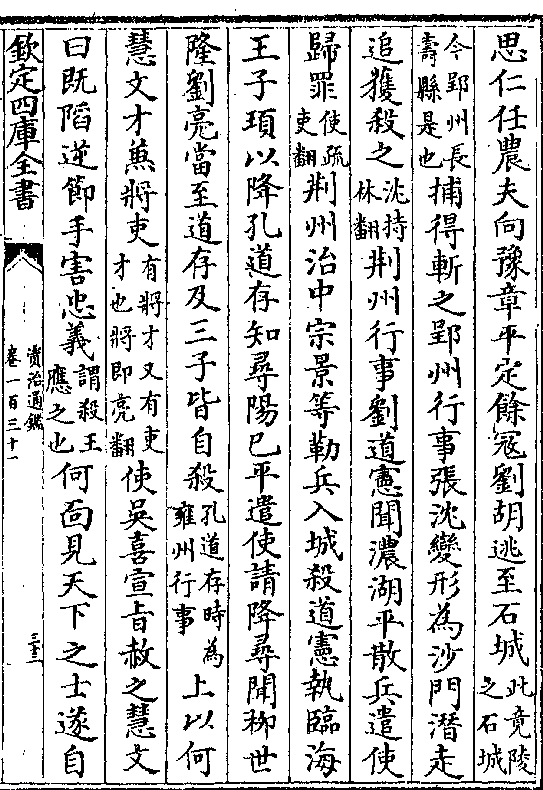 思仁任農夫向豫章平定餘冦劉胡逃至石城此竟陵之石城
今郢州長壽縣是也捕得斬之郢州行事張沈變形為沙門潛走
追獲殺之沈持林翻荆州行事劉道憲聞濃湖平散兵遣使
歸罪使疏吏翻荆州治中宗景等勒兵入城殺道憲執臨海
王子頊以降孔道存知尋陽已平遣使請降尋聞柳世
隆劉亮當至道存及三子皆自殺孔道存時為雍州行事上以何
慧文才兼將吏有將才又有吏才也將即亮翻使吳喜宣旨赦之慧文
曰既陷逆節手害忠義謂殺王應之也何面見天下之士遂自
欽定四庫全書
資治通鑑
卷一百三十一